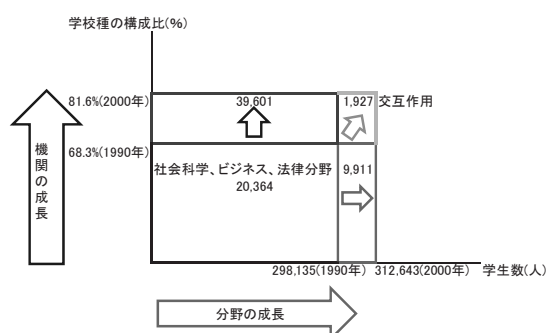 学校種の構成比(%)
81.6%(2000年)
39,601
1,927
交互作用
機関の成長
68.3%(1990年)
社会科学、ビジネス、法律分野
20,364
9,911
298,135(1990年)
312,643(2000年)
学生数(人)
分野の成長